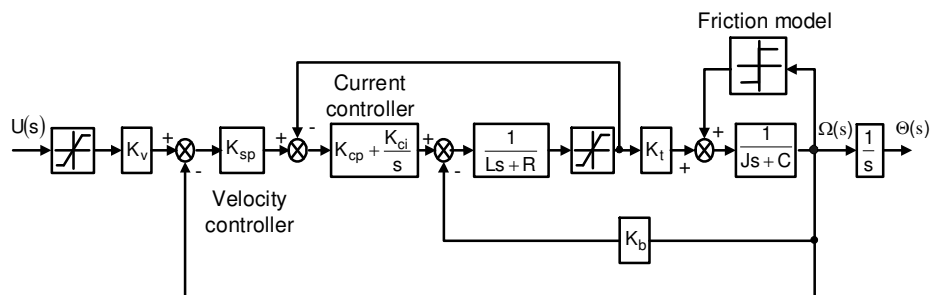 Friction model
Current
controller
U(s)
K_v
+
-
K_sp
+
-
K_cp + K_ci/s
+
-
1/(Ls+R)
K_t
+
+
1/(Js+C)
Ω(s)
1/s
Θ(s)
Velocity
controller
K_b